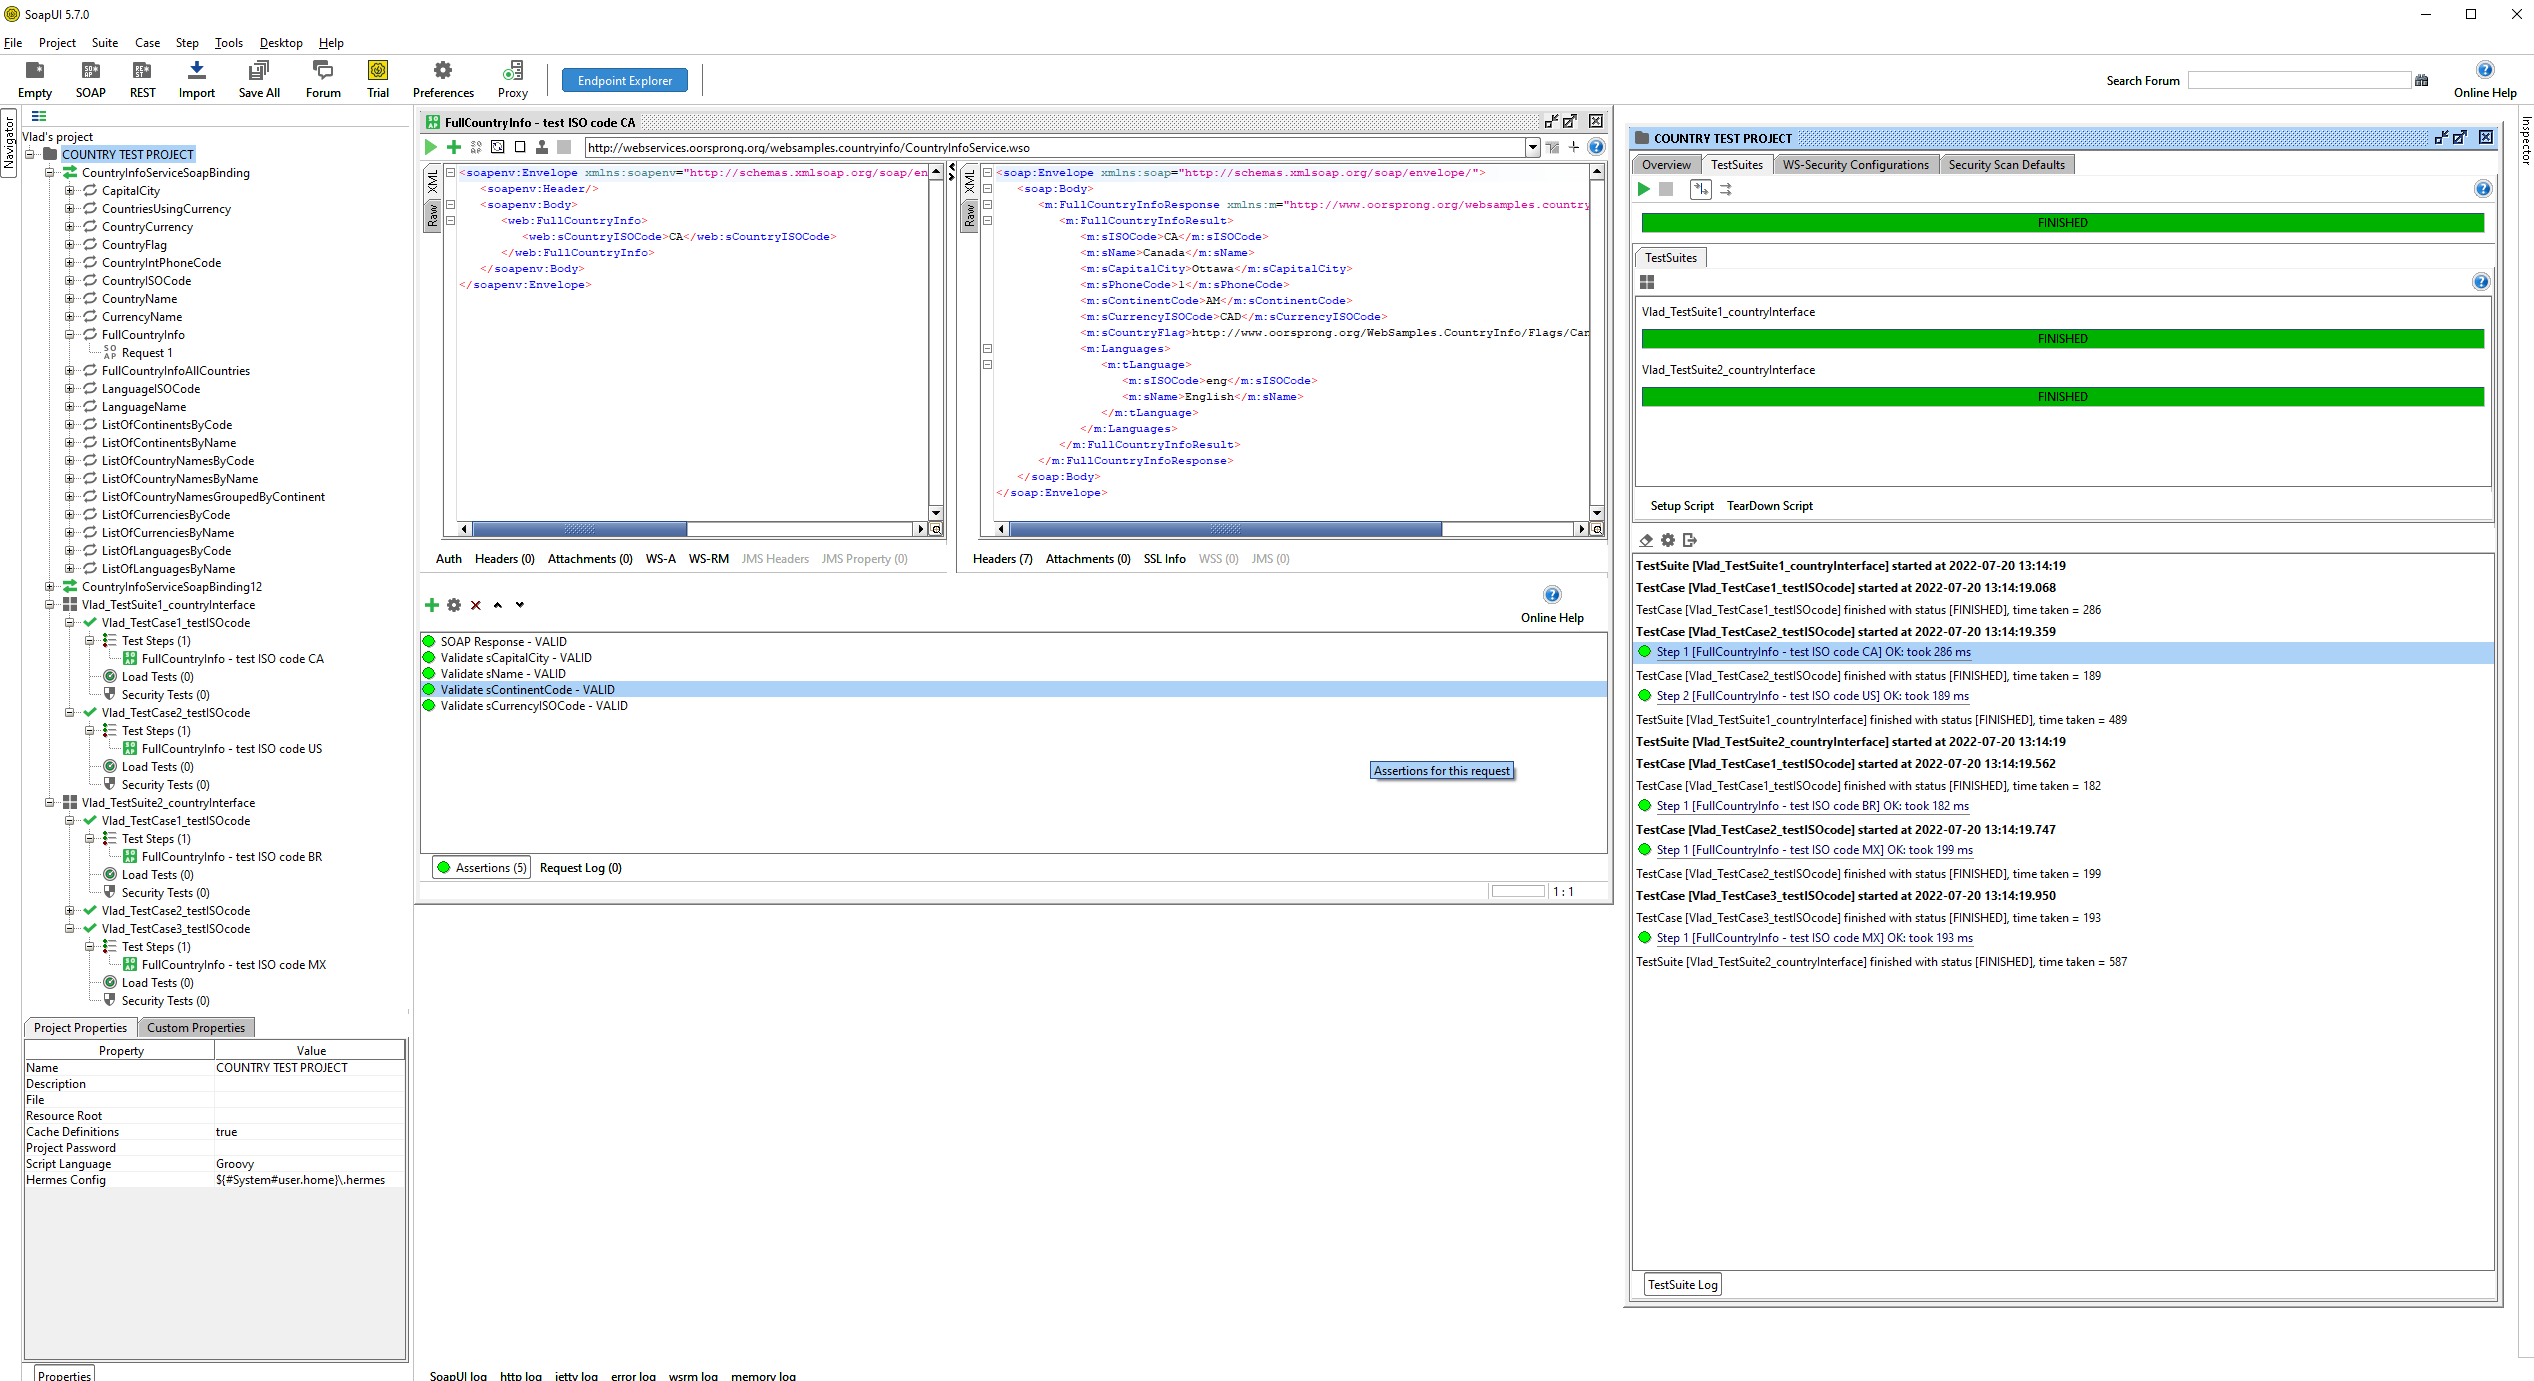 SoapUI 5.7.0
File Project Suite Case Step Tools Desktop Help
Empty SOAP REST Import Save All Forum Trial Preferences Proxy Endpoint Explorer Search Forum Online Help
Navigator
Vlad's project
COUNTRY TEST PROJECT
CountryInfoServiceSoapBinding
CapitalCity
CountriesUsingCurrency
CountryCurrency
CountryFlag
CountryIntPhoneCode
CountryISOCode
CountryName
CurrencyName
FullCountryInfo
Request 1
FullCountryInfoAllCountries
LanguageISOCode
LanguageName
ListOfContinentsByCode
ListOfContinentsByName
ListOfCountryNamesByCode
ListOfCountryNamesByName
ListOfCountryNamesGroupedByContinent
ListOfCurrenciesByCode
ListOfCurrenciesByName
ListOfLanguagesByCode
ListOfLanguagesByName
CountryInfoServiceSoapBinding12
Vlad_TestSuite1_countryInterface
Vlad_TestCase1_testISOcode
Test Steps (1)
FullCountryInfo - test ISO code CA
Load Tests (0)
Security Tests (0)
Vlad_TestCase2_testISOcode
Test Steps (1)
FullCountryInfo - test ISO code US
Load Tests (0)
Security Tests (0)
Vlad_TestSuite2_countryInterface
Vlad_TestCase1_testISOcode
Test Steps (1)
FullCountryInfo - test ISO code BR
Load Tests (0)
Security Tests (0)
Vlad_TestCase2_testISOcode
Vlad_TestCase3_testISOcode
Test Steps (1)
FullCountryInfo - test ISO code MX
Load Tests (0)
Security Tests (0)
Project Properties Custom Properties
Property Value
Name COUNTRY TEST PROJECT
Description
File
Resource Root
Cache Definitions true
Project Password
Script Language Groovy
Hermes Config ${#System#user.home}\.hermes
Properties
FullCountryInfo - test ISO code CA
http://webservices.oorsprong.org/websamples.countryinfo/CountryInfoService.wso
XML
Raw
<soapenv:Envelope xmlns:soapenv="http://schemas.xmlsoap.org/soap/en
<soapenv:Header/>
<soapenv:Body>
<web:FullCountryInfo>
<web:sCountryISOCode>CA</web:sCountryISOCode>
</web:FullCountryInfo>
</soapenv:Body>
</soapenv:Envelope>
Auth Headers (0) Attachments (0) WS-A WS-RM JMS Headers JMS Property (0)
XML
Raw
<soap:Envelope xmlns:soap="http://schemas.xmlsoap.org/soap/envelope/">
<soap:Body>
<m:FullCountryInfoResponse xmlns:m="http://www.oorsprong.org/websamples.country
<m:FullCountryInfoResult>
<m:sISOCode>CA</m:sISOCode>
<m:sName>Canada</m:sName>
<m:sCapitalCity>Ottawa</m:sCapitalCity>
<m:sPhoneCode>1</m:sPhoneCode>
<m:sContinentCode>AM</m:sContinentCode>
<m:sCurrencyISOCode>CAD</m:sCurrencyISOCode>
<m:sCountryFlag>http://www.oorsprong.org/WebSamples.CountryInfo/Flags/Can
<m:Languages>
<m:tLanguage>
<m:sISOCode>eng</m:sISOCode>
<m:sName>English</m:sName>
</m:tLanguage>
</m:Languages>
</m:FullCountryInfoResult>
</m:FullCountryInfoResponse>
</soap:Body>
</soap:Envelope>
Headers (7) Attachments (0) SSL Info WSS (0) JMS (0)
Online Help
SOAP Response - VALID
Validate sCapitalCity - VALID
Validate sName - VALID
Validate sContinentCode - VALID
Validate sCurrencyISOCode - VALID
Assertions for this request
Assertions (5) Request Log (0)
1 : 1
SoapUI log http log jetty log error log wsrm log memory log
COUNTRY TEST PROJECT
Overview TestSuites WS-Security Configurations Security Scan Defaults
FINISHED
TestSuites
Vlad_TestSuite1_countryInterface
FINISHED
Vlad_TestSuite2_countryInterface
FINISHED
Setup Script TearDown Script
TestSuite [Vlad_TestSuite1_countryInterface] started at 2022-07-20 13:14:19
TestCase [Vlad_TestCase1_testISOcode] started at 2022-07-20 13:14:19.068
TestCase [Vlad_TestCase1_testISOcode] finished with status [FINISHED], time taken = 286
TestCase [Vlad_TestCase2_testISOcode] started at 2022-07-20 13:14:19.359
Step 1 [FullCountryInfo - test ISO code CA] OK: took 286 ms
TestCase [Vlad_TestCase2_testISOcode] finished with status [FINISHED], time taken = 189
Step 2 [FullCountryInfo - test ISO code US] OK: took 189 ms
TestSuite [Vlad_TestSuite1_countryInterface] finished with status [FINISHED], time taken = 489
TestSuite [Vlad_TestSuite2_countryInterface] started at 2022-07-20 13:14:19
TestCase [Vlad_TestCase1_testISOcode] started at 2022-07-20 13:14:19.562
TestCase [Vlad_TestCase1_testISOcode] finished with status [FINISHED], time taken = 182
Step 1 [FullCountryInfo - test ISO code BR] OK: took 182 ms
TestCase [Vlad_TestCase2_testISOcode] started at 2022-07-20 13:14:19.747
Step 1 [FullCountryInfo - test ISO code MX] OK: took 199 ms
TestCase [Vlad_TestCase2_testISOcode] finished with status [FINISHED], time taken = 199
TestCase [Vlad_TestCase3_testISOcode] started at 2022-07-20 13:14:19.950
TestCase [Vlad_TestCase3_testISOcode] finished with status [FINISHED], time taken = 193
Step 1 [FullCountryInfo - test ISO code MX] OK: took 193 ms
TestSuite [Vlad_TestSuite2_countryInterface] finished with status [FINISHED], time taken = 587
TestSuite Log
Inspector